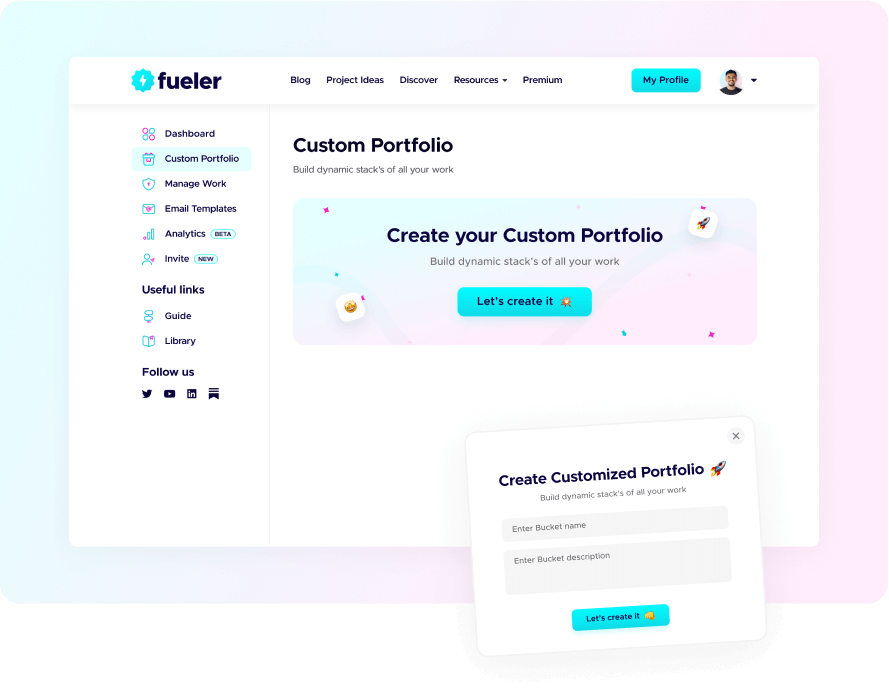 fueler
Blog Project Ideas Discover Resources Premium My Profile
Dashboard
Custom Portfolio
Manage Work
Email Templates
Analytics BETA
Invite NEW
Useful links
Guide
Library
Follow us
Custom Portfolio
Build dynamic stack's of all your work
Create your Custom Portfolio
Build dynamic stack's of all your work
Let's create it
Create Customized Portfolio
Build dynamic stack's of all your work
Enter Bucket name
Enter Bucket description
Let's create it